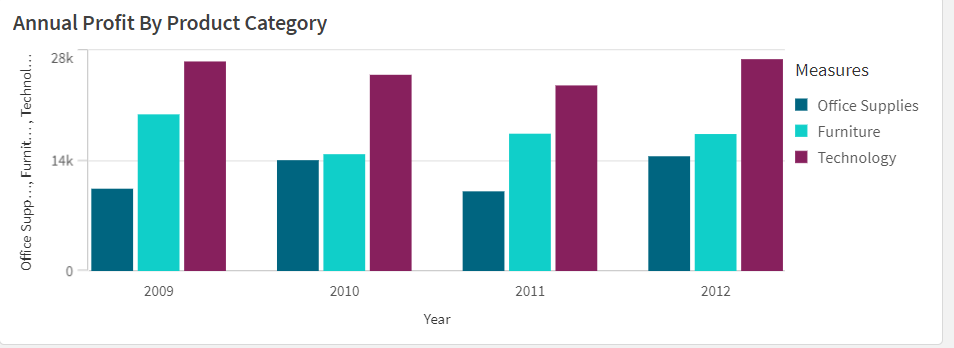 Annual Profit By Product Category
Office Supp..., Furnit..., Technol...
28k
14k
0
2009 2010 2011 2012
Year
Measures
Office Supplies
Furniture
Technology